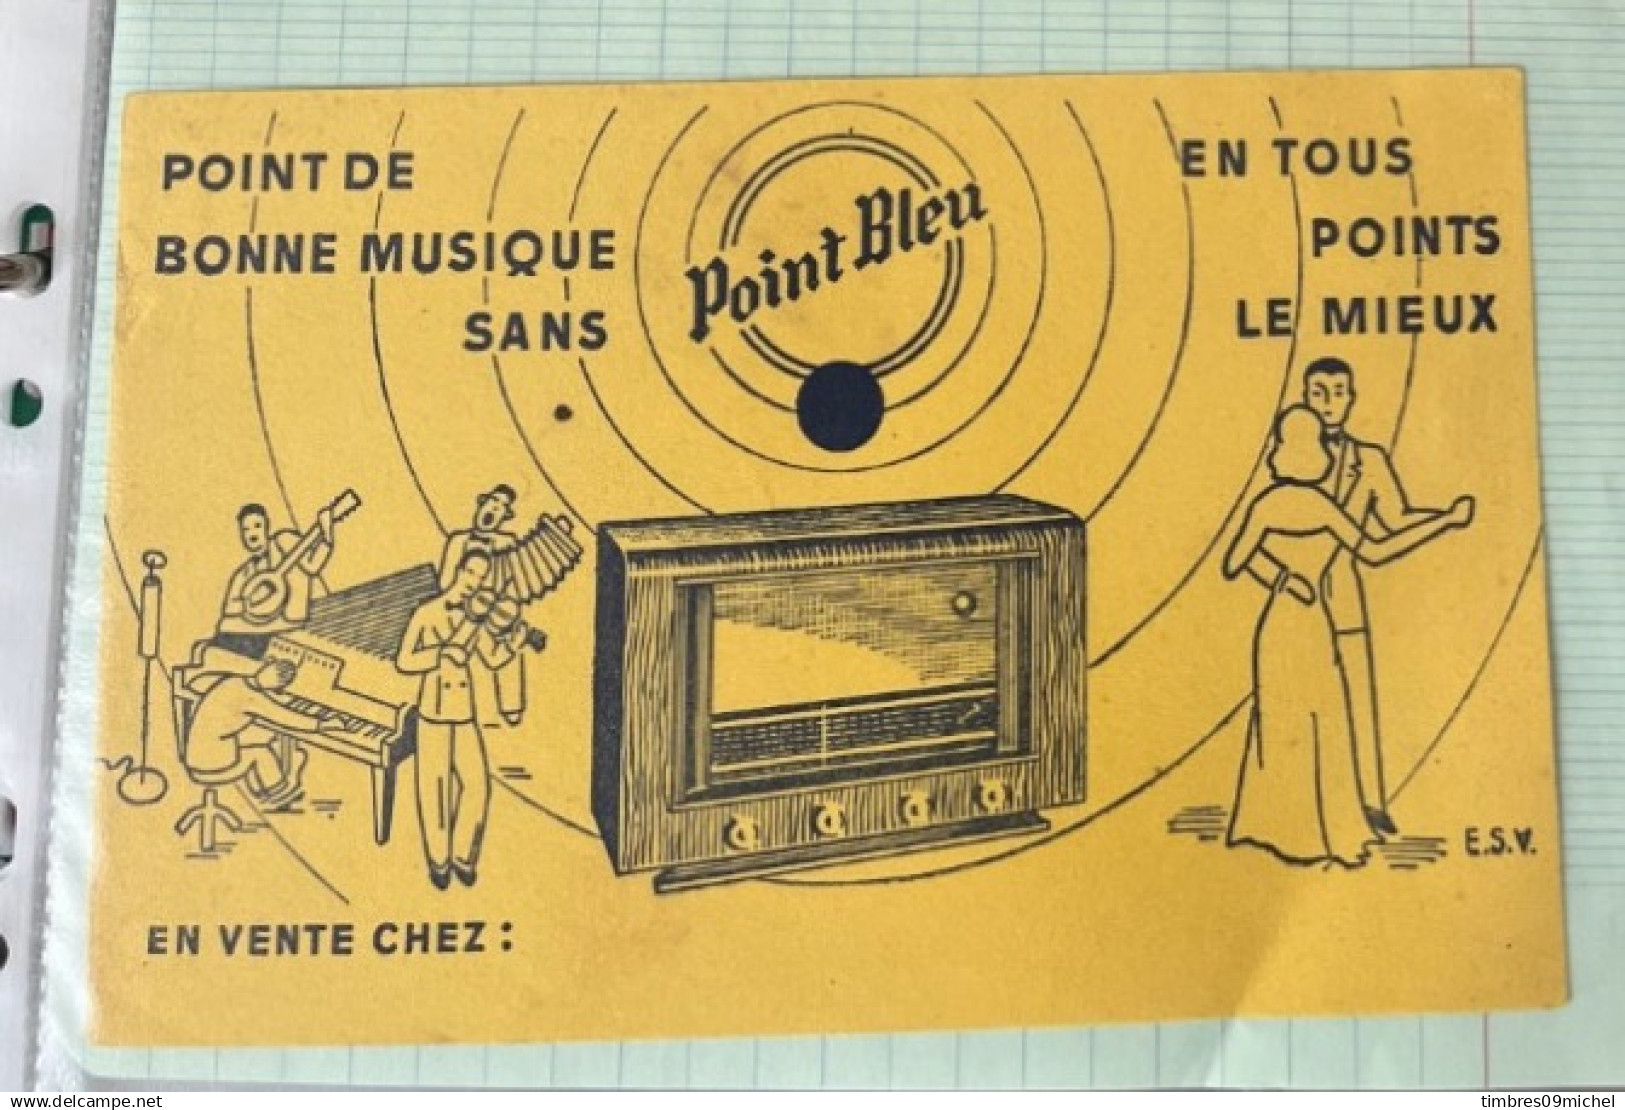 POINT DE
BONNE MUSIQUE
SANS
Point Bleu
EN TOUS
POINTS
LE MIEUX
E.S.V.
EN VENTE CHEZ :
www.delcampe.net
timbres09michel